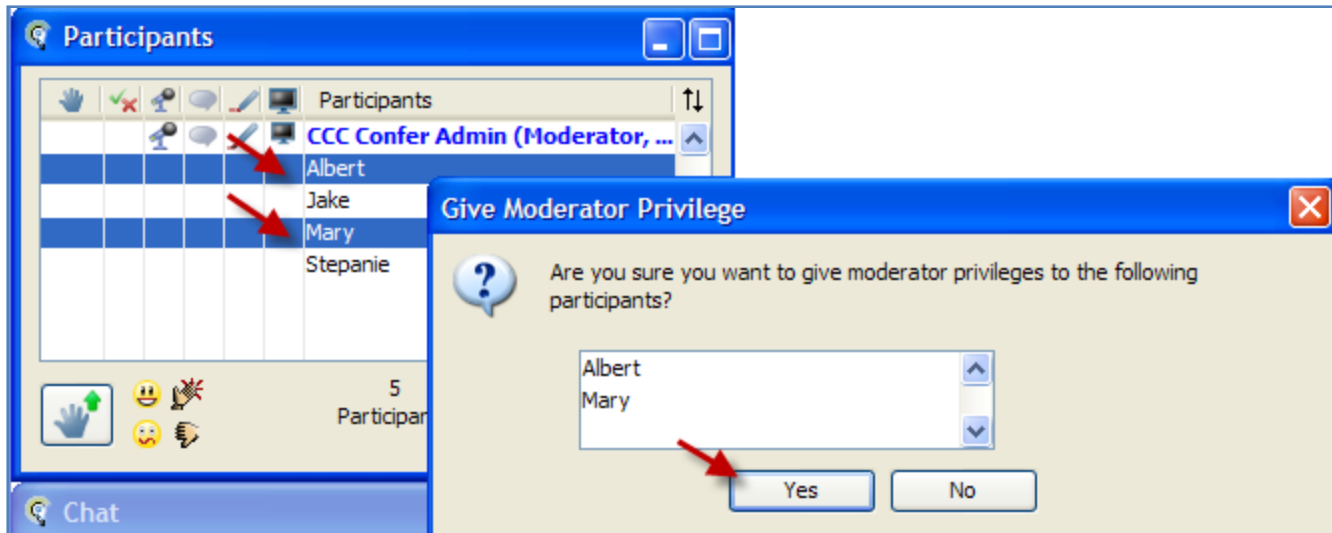 Participants
Participants
CCC Confer Admin (Moderator, ...
Albert
Jake
Mary
Stepanie
5
Participan
Give Moderator Privilege
Are you sure you want to give moderator privileges to the following
participants?
Albert
Mary
Yes No
Chat